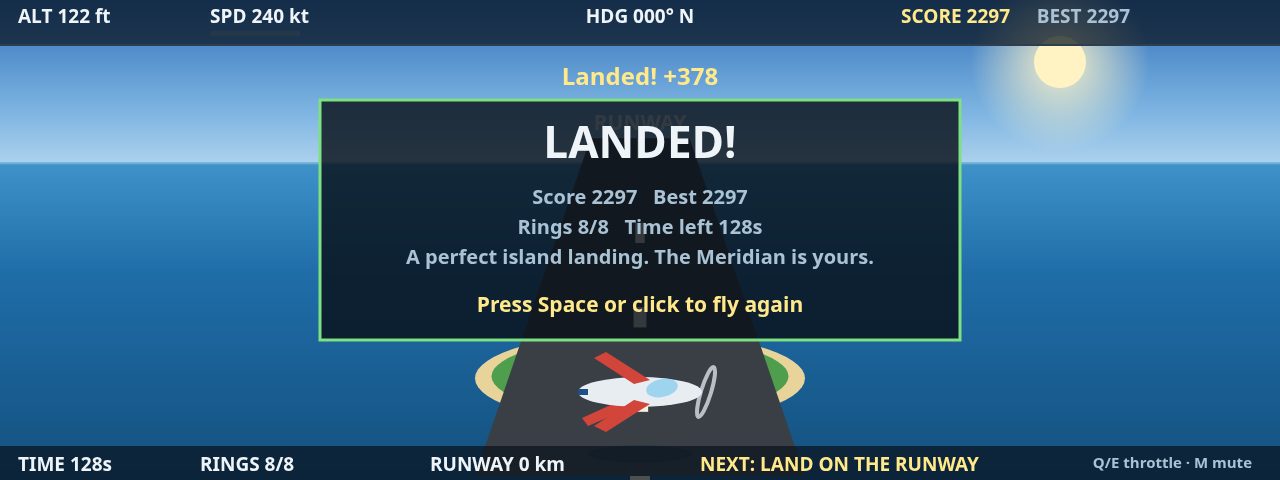 ALT 122 ft SPD 240 kt HDG 000° N SCORE 2297 BEST 2297
Landed! +378
RUNWAY
LANDED!
Score 2297 Best 2297
Rings 8/8 Time left 128s
A perfect island landing. The Meridian is yours.
Press Space or click to fly again
TIME 128s RINGS 8/8 RUNWAY 0 km NEXT: LAND ON THE RUNWAY Q/E throttle · M mute